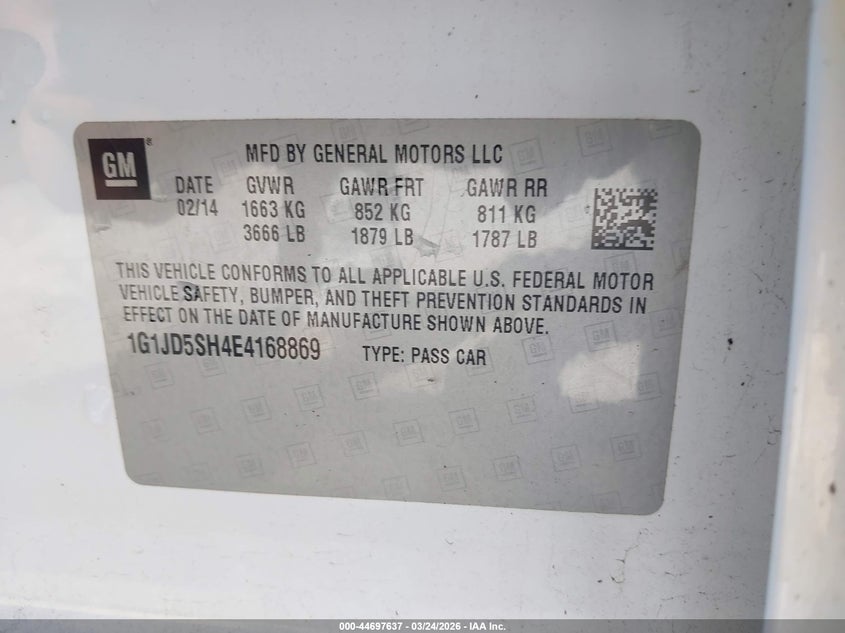 GM ® MFD BY GENERAL MOTORS LLC
DATE GVWR GAWR FRT GAWR RR
02/14 1663 KG 852 KG 811 KG
3666 LB 1879 LB 1787 LB
THIS VEHICLE CONFORMS TO ALL APPLICABLE U.S. FEDERAL MOTOR
VEHICLE SAFETY, BUMPER, AND THEFT PREVENTION STANDARDS IN
EFFECT ON THE DATE OF MANUFACTURE SHOWN ABOVE.
1G1JD5SH4E4168869 TYPE: PASS CAR
000-44697637 - 03/24/2026 - IAA Inc.